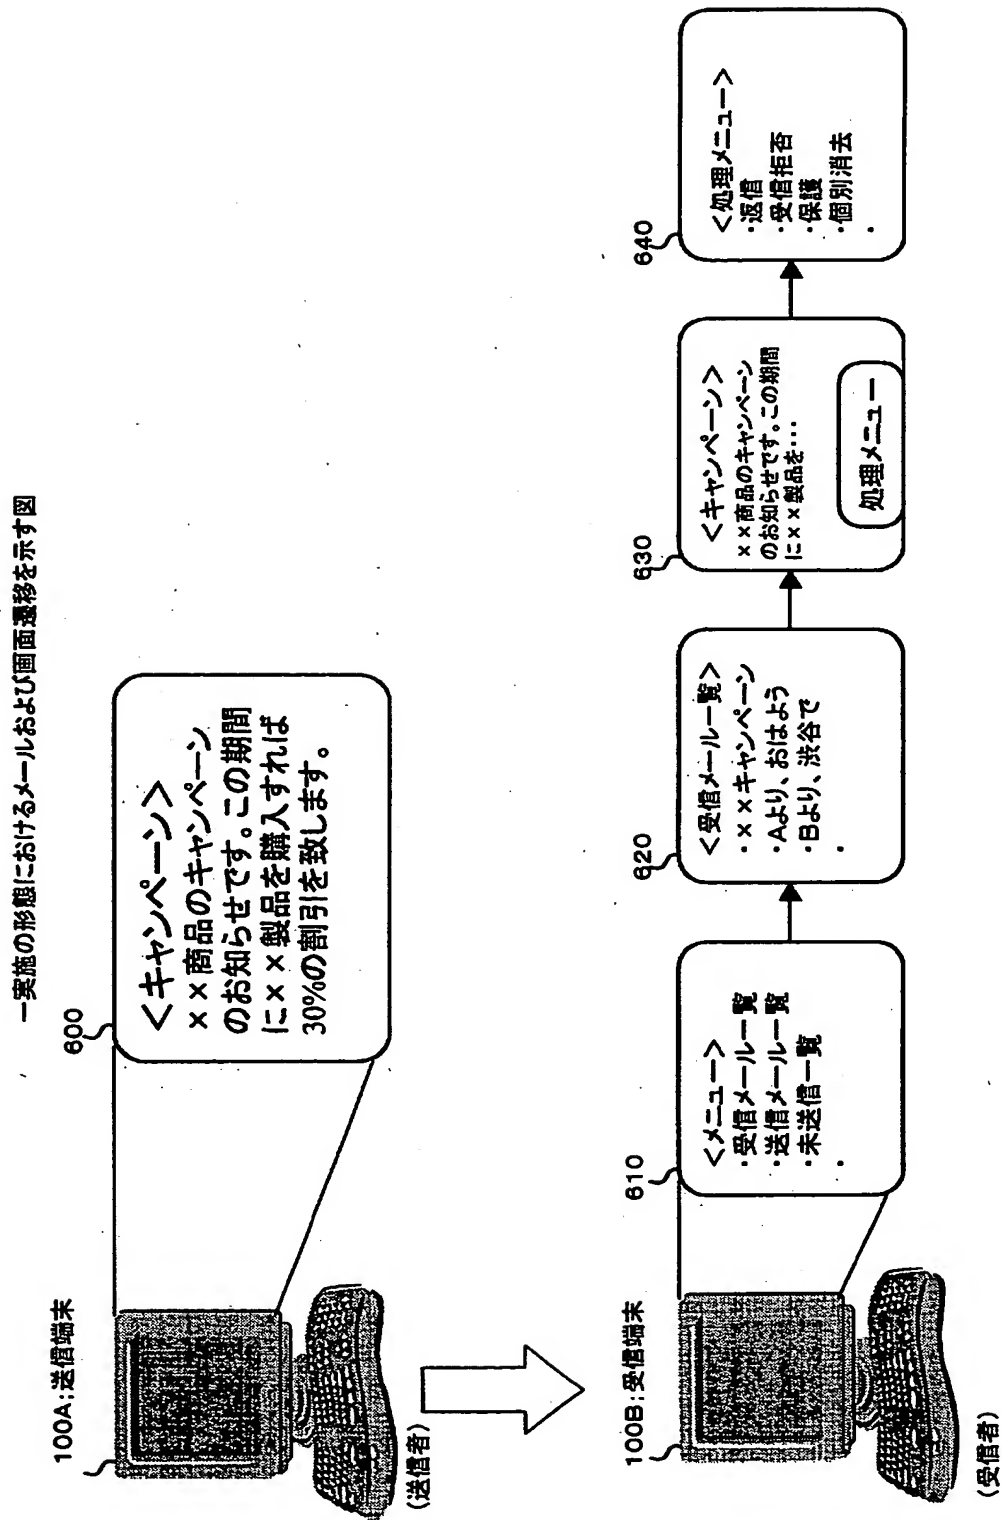 一実施の形態におけるメールおよび画面遷移を示す図
100A;送信端末
(送信者)
600
<キャンペーン>
××商品のキャンペーン
のお知らせです。この期間
に××製品を購入すれば
30%の割引を致します。
100B;受信端末
(受信者)
610
<メニュー>
・受信メール一覧
・送信メール一覧
・未送信一覧
・
620
<受信メール一覧>
・××キャンペーン
・Aより、おはよう
・Bより、渋谷で
・
630
<キャンペーン>
××商品のキャンペーン
のお知らせです。この期間
に××製品を・・・
処理メニュー
640
<処理メニュー>
・返信
・受信拒否
・保護
・個別消去
・